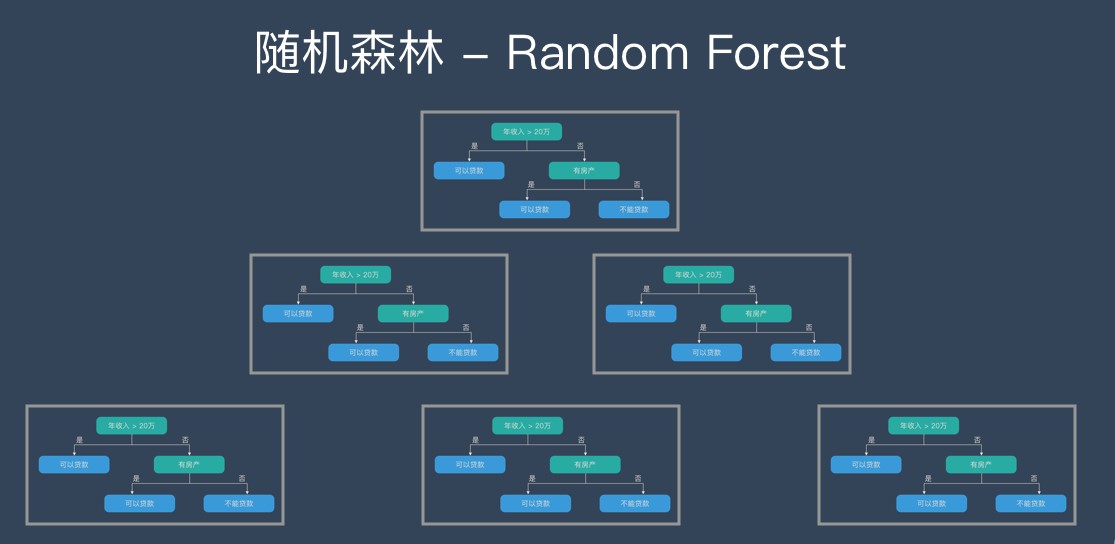 随机森林 – Random Forest
年收入 > 20万
是 否
可以贷款 有房产
是 否
可以贷款 不能贷款
年收入 > 20万
是 否
可以贷款 有房产
是 否
可以贷款 不能贷款
年收入 > 20万
是 否
可以贷款 有房产
是 否
可以贷款 不能贷款
年收入 > 20万
是 否
可以贷款 有房产
是 否
可以贷款 不能贷款
年收入 > 20万
是 否
可以贷款 有房产
是 否
可以贷款 不能贷款
年收入 > 20万
是 否
可以贷款 有房产
是 否
可以贷款 不能贷款